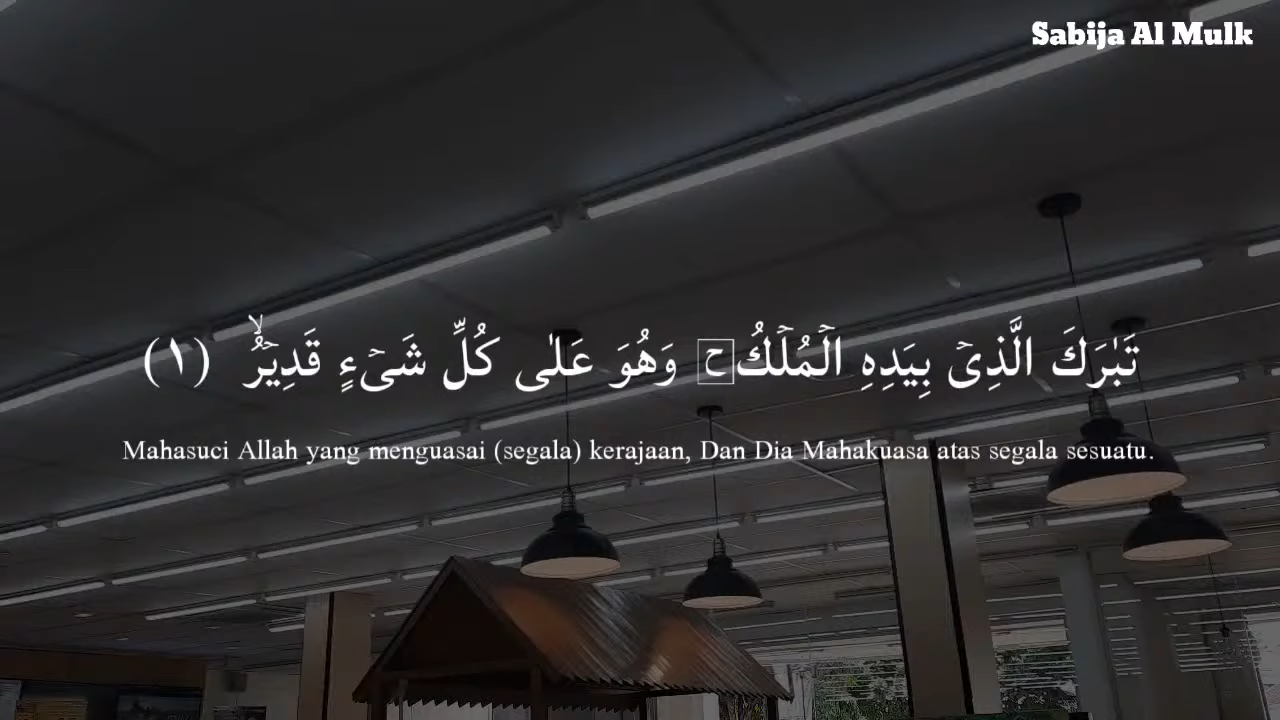 Sabija Al Mulk
تَبٰرَكَ الَّذِىۡ بِيَدِهِ الۡمُلۡكُۖ وَهُوَ عَلٰى كُلِّ شَىۡءٍ قَدِيۡرُۙ (١)
Mahasuci Allah yang menguasai (segala) kerajaan, Dan Dia Mahakuasa atas segala sesuatu.